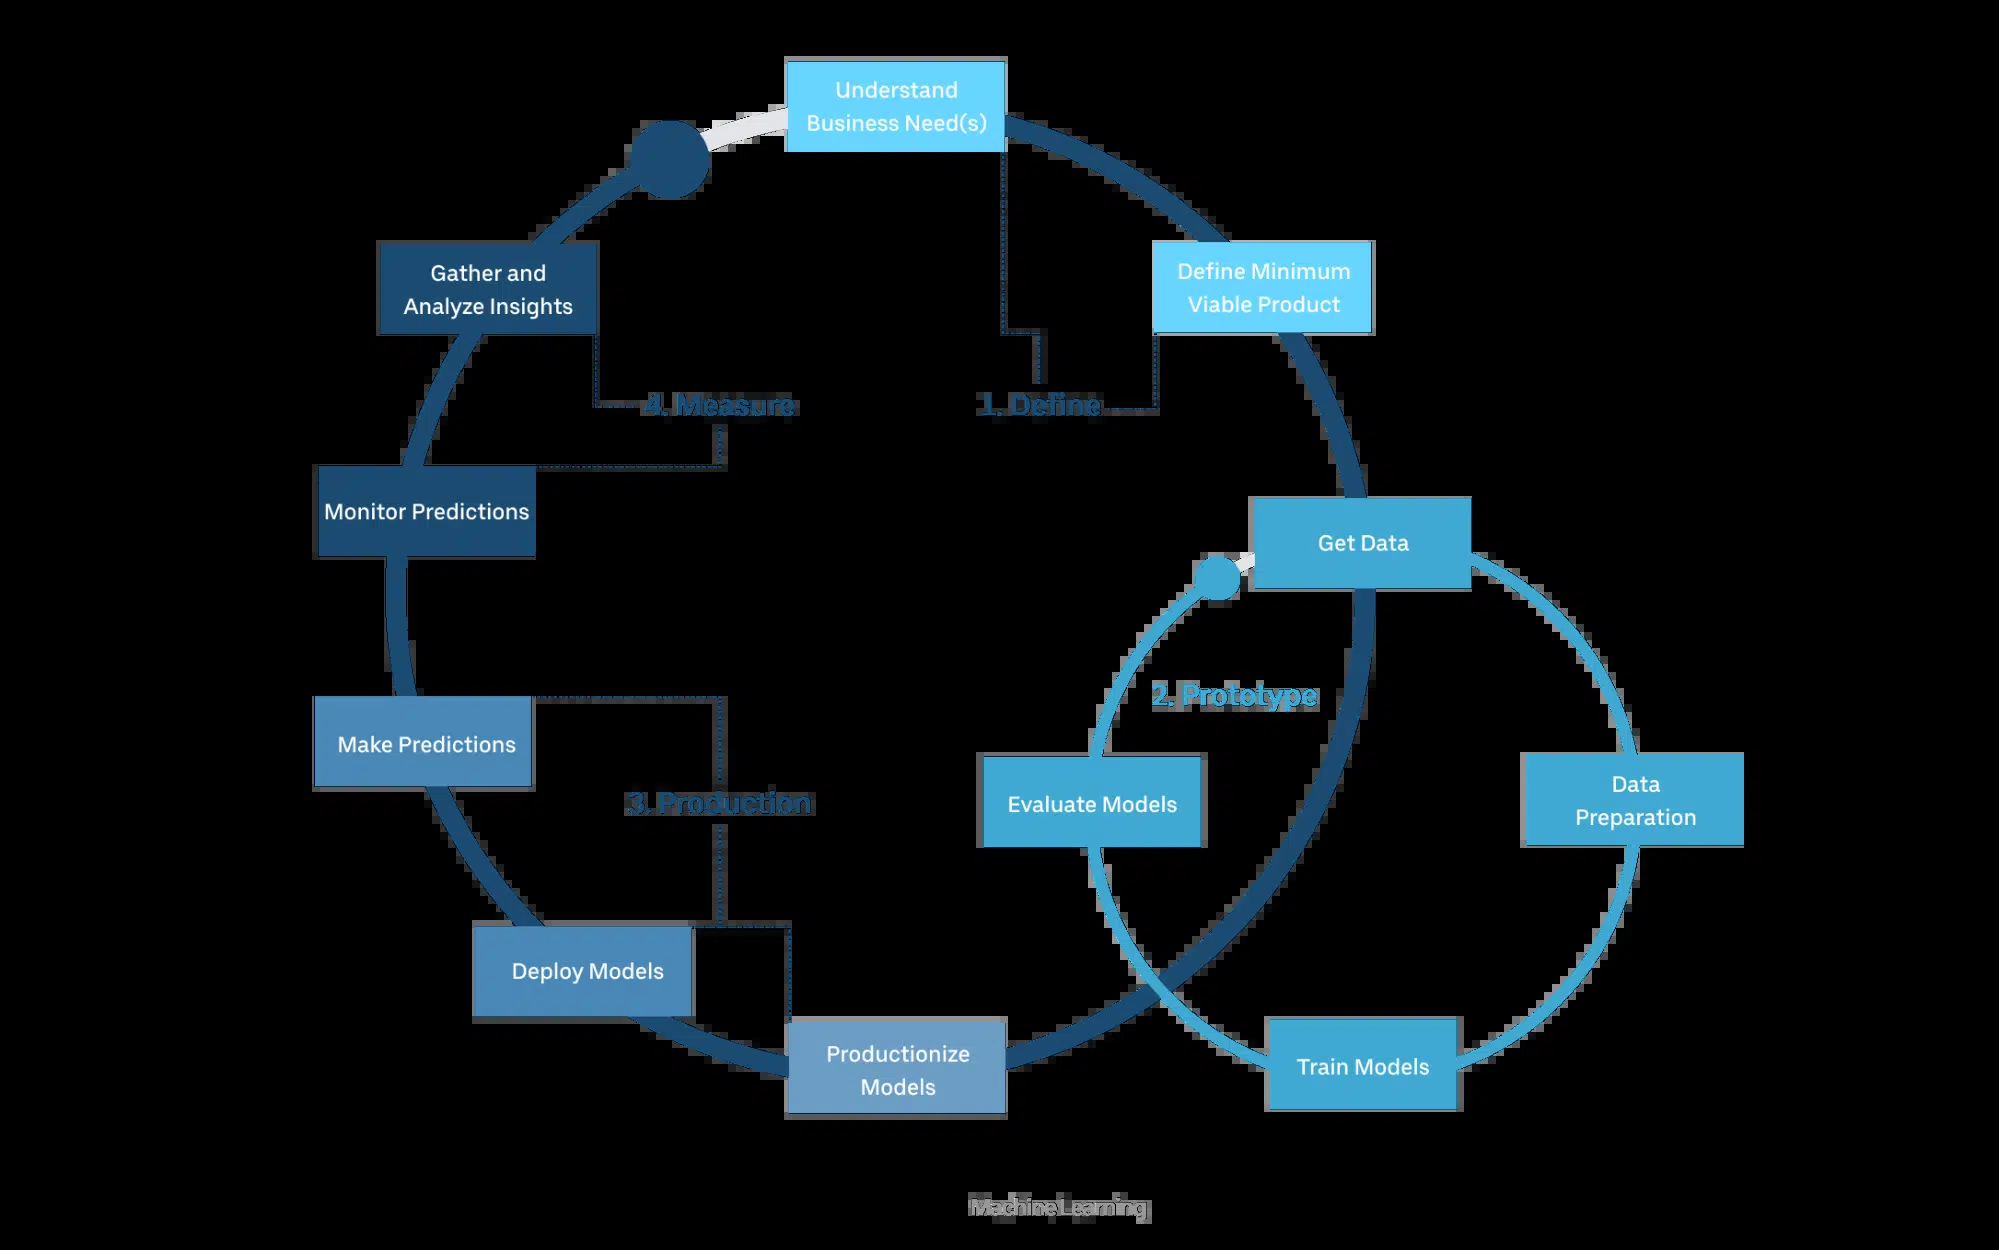 Understand
Business Need(s)
Gather and
Analyze Insights
Define Minimum
Viable Product
4. Measure
1. Define
Monitor Predictions
Get Data
2. Prototype
Make Predictions
3. Production
Evaluate Models
Data
Preparation
Deploy Models
Productionize
Models
Train Models
Machine Learning